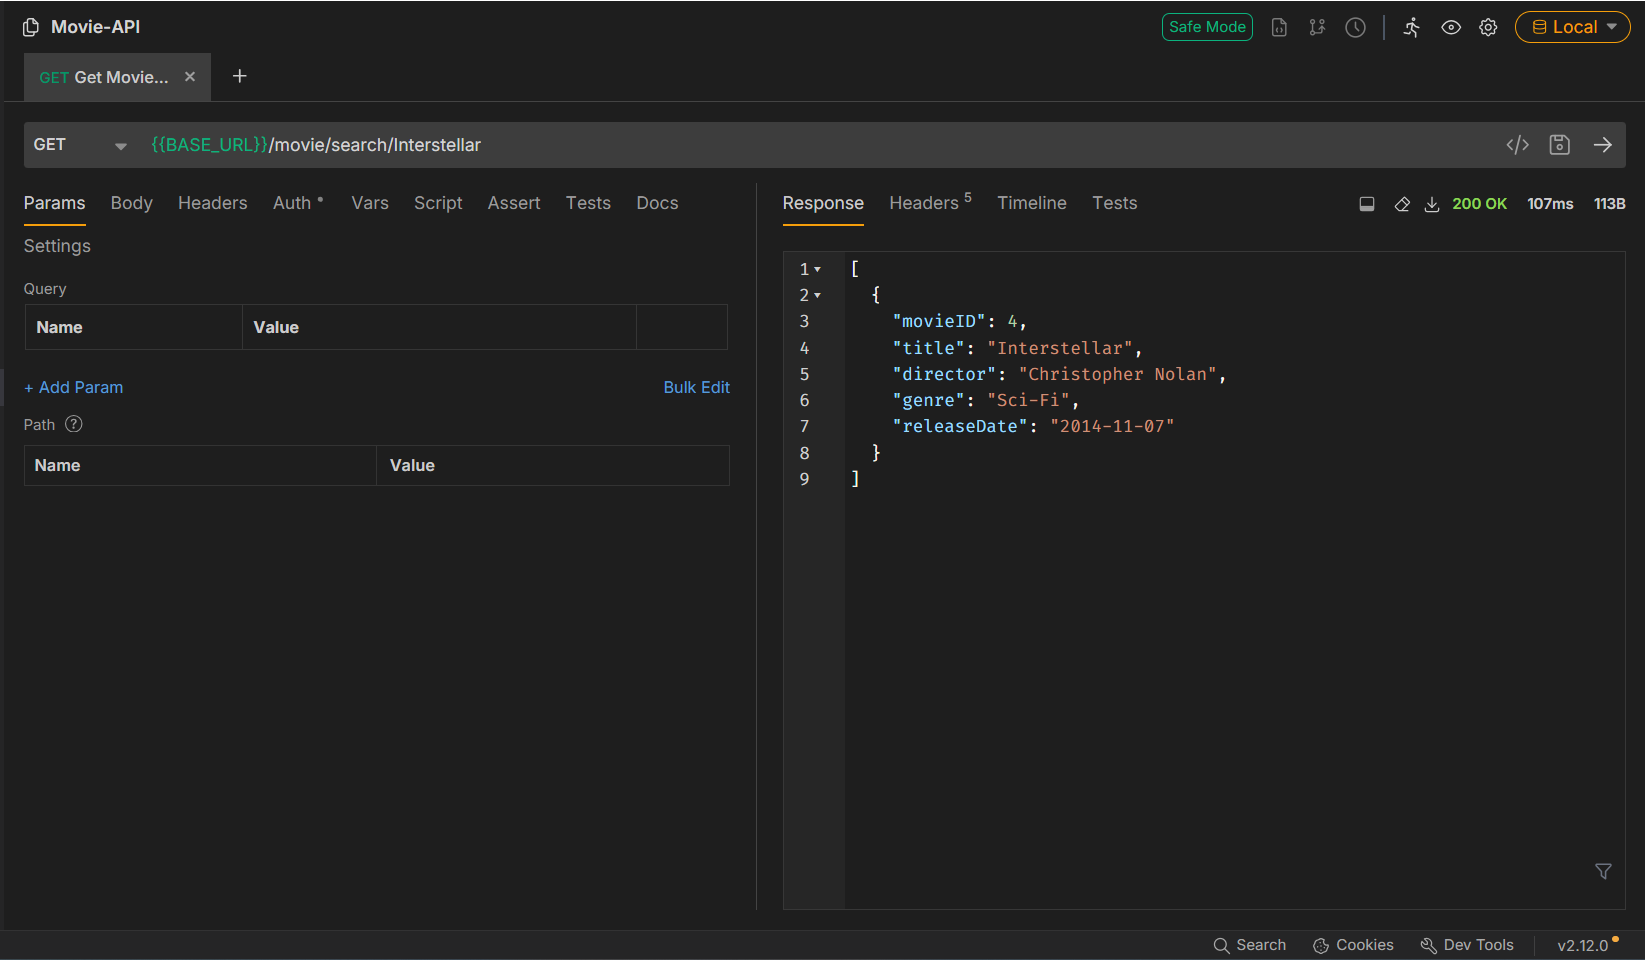 Movie-API
Safe Mode
Local
GET Get Movie... ×
+
GET {{BASE_URL}}/movie/search/Interstellar
Params Body Headers Auth Vars Script Assert Tests Docs
Settings
Query
Name Value
+ Add Param Bulk Edit
Path ?
Name Value
Response Headers 5 Timeline Tests
200 OK 107ms 113B
1 [
2 {
3 "movieID": 4,
4 "title": "Interstellar",
5 "director": "Christopher Nolan",
6 "genre": "Sci-Fi",
7 "releaseDate": "2014-11-07"
8 }
9 ]
Search Cookies Dev Tools v2.12.0